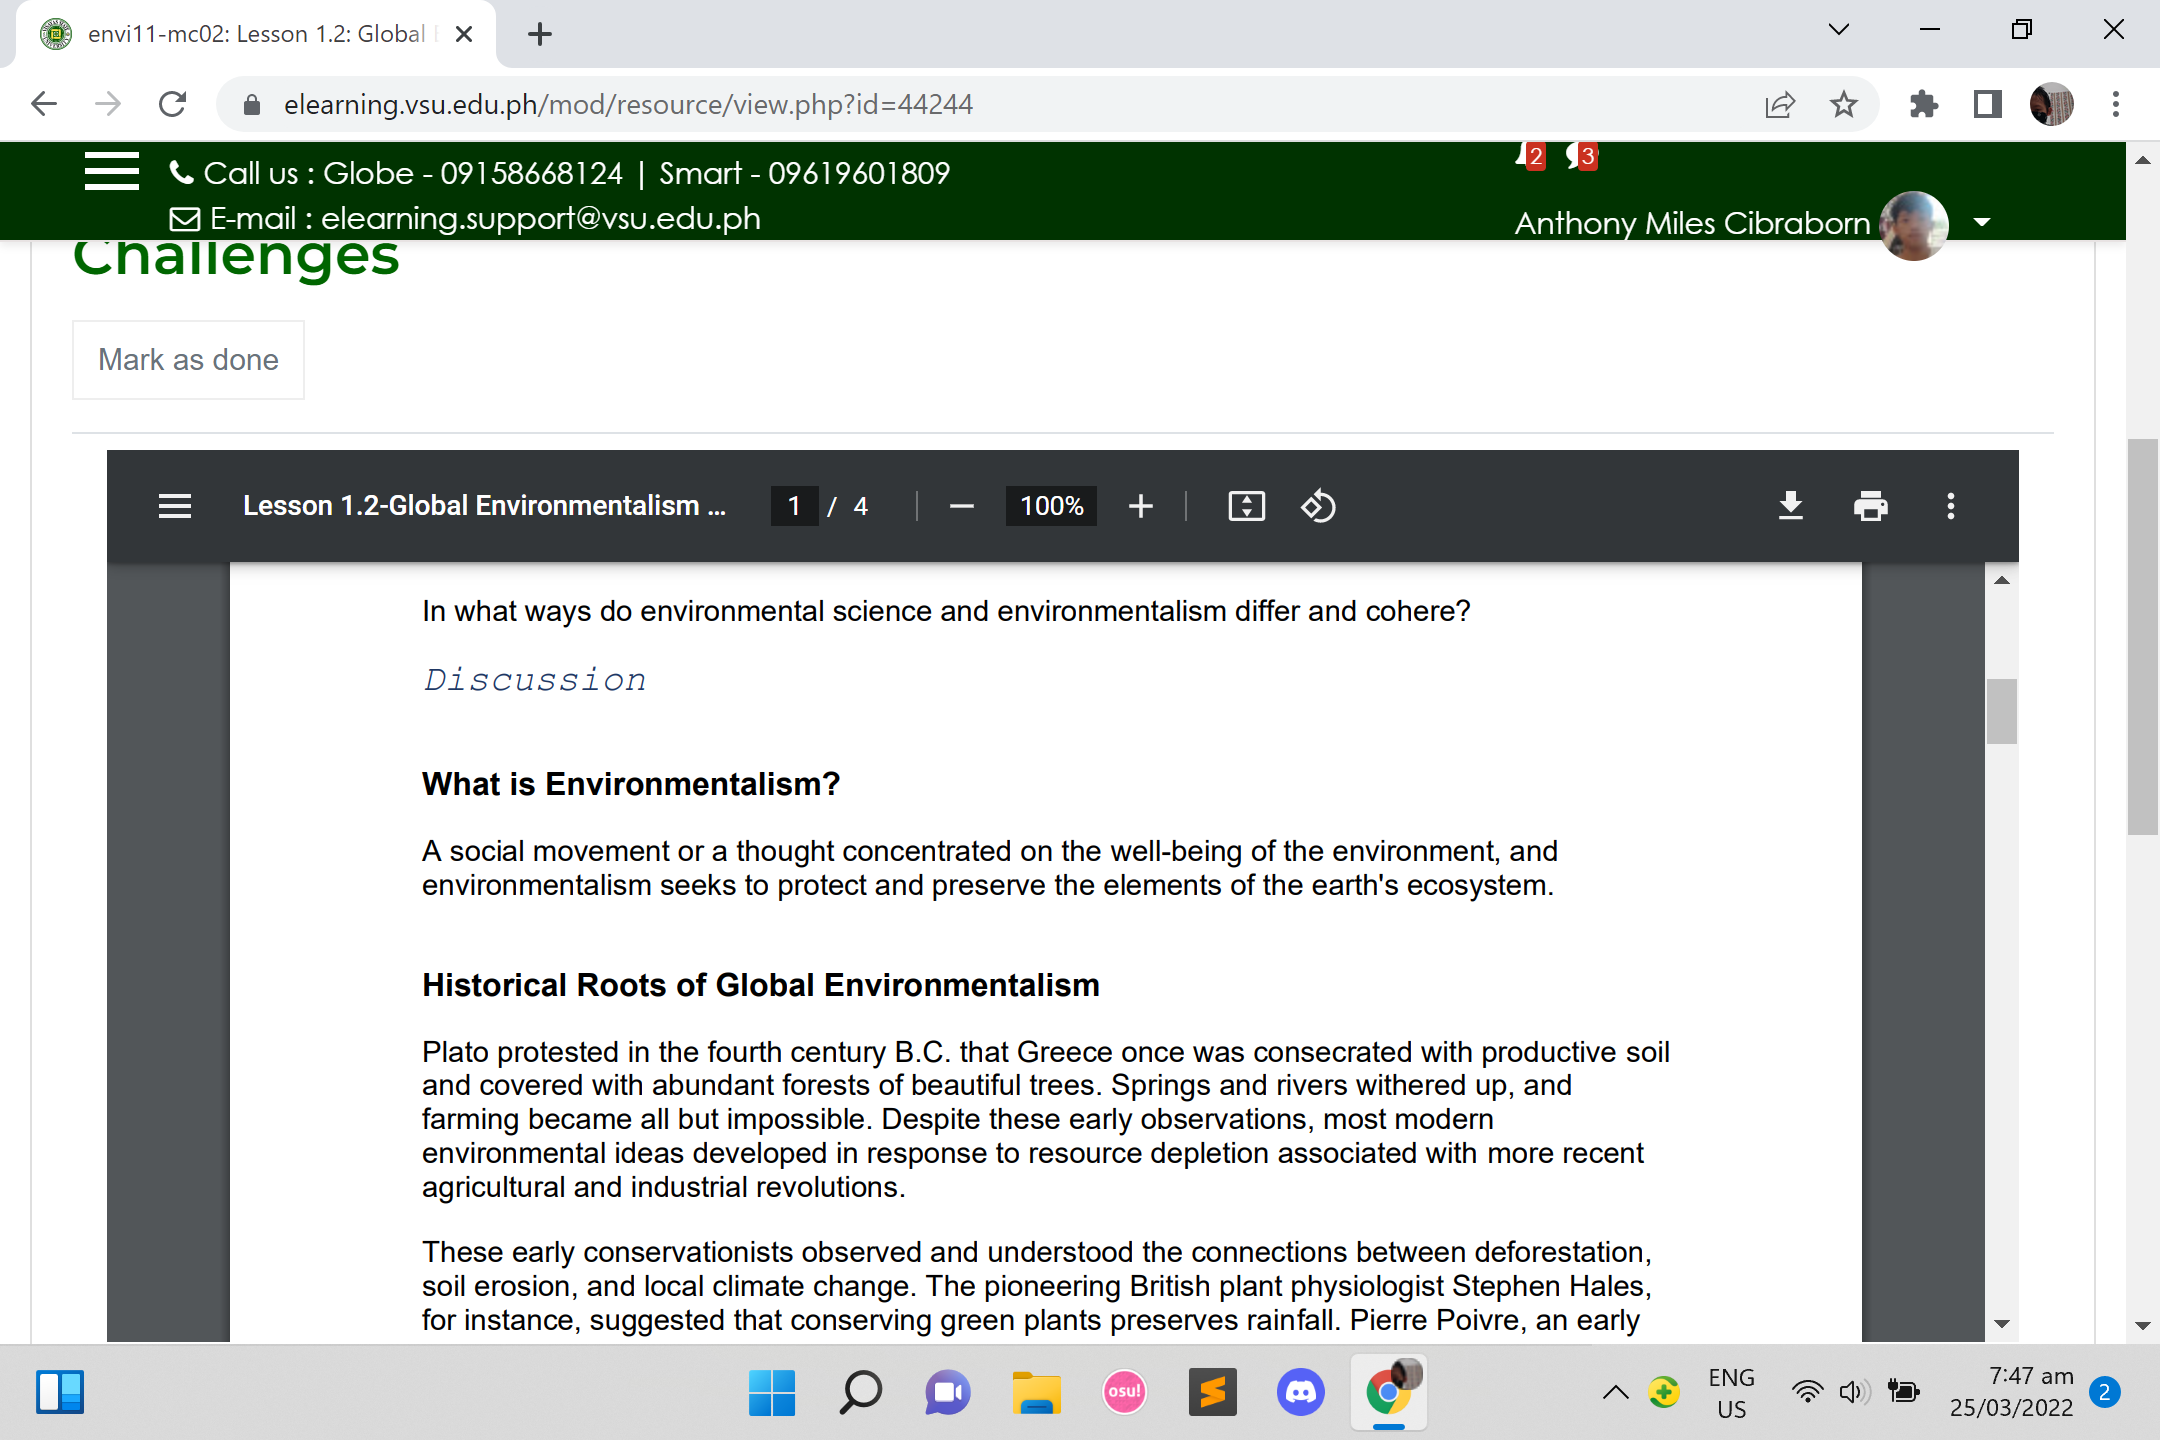 envi11-mc02: Lesson 1.2: Global
elearning.vsu.edu.ph/mod/resource/view.php?id=44244
Call us : Globe - 09158668124 | Smart - 09619601809
2 3
E-mail : elearning.support@vsu.edu.ph
Anthony Miles Cibraborn
Challenges
Mark as done
Lesson 1.2-Global Environmentalism ... 1 / 4 100%
In what ways do environmental science and environmentalism differ and cohere?
Discussion
What is Environmentalism?
A social movement or a thought concentrated on the well-being of the environment, and
environmentalism seeks to protect and preserve the elements of the earth's ecosystem.
Historical Roots of Global Environmentalism
Plato protested in the fourth century B.C. that Greece once was consecrated with productive soil
and covered with abundant forests of beautiful trees. Springs and rivers withered up, and
farming became all but impossible. Despite these early observations, most modern
environmental ideas developed in response to resource depletion associated with more recent
agricultural and industrial revolutions.
These early conservationists observed and understood the connections between deforestation,
soil erosion, and local climate change. The pioneering British plant physiologist Stephen Hales,
for instance, suggested that conserving green plants preserves rainfall. Pierre Poivre, an early
osu!
ENG
US
7:47 am
25/03/2022
2